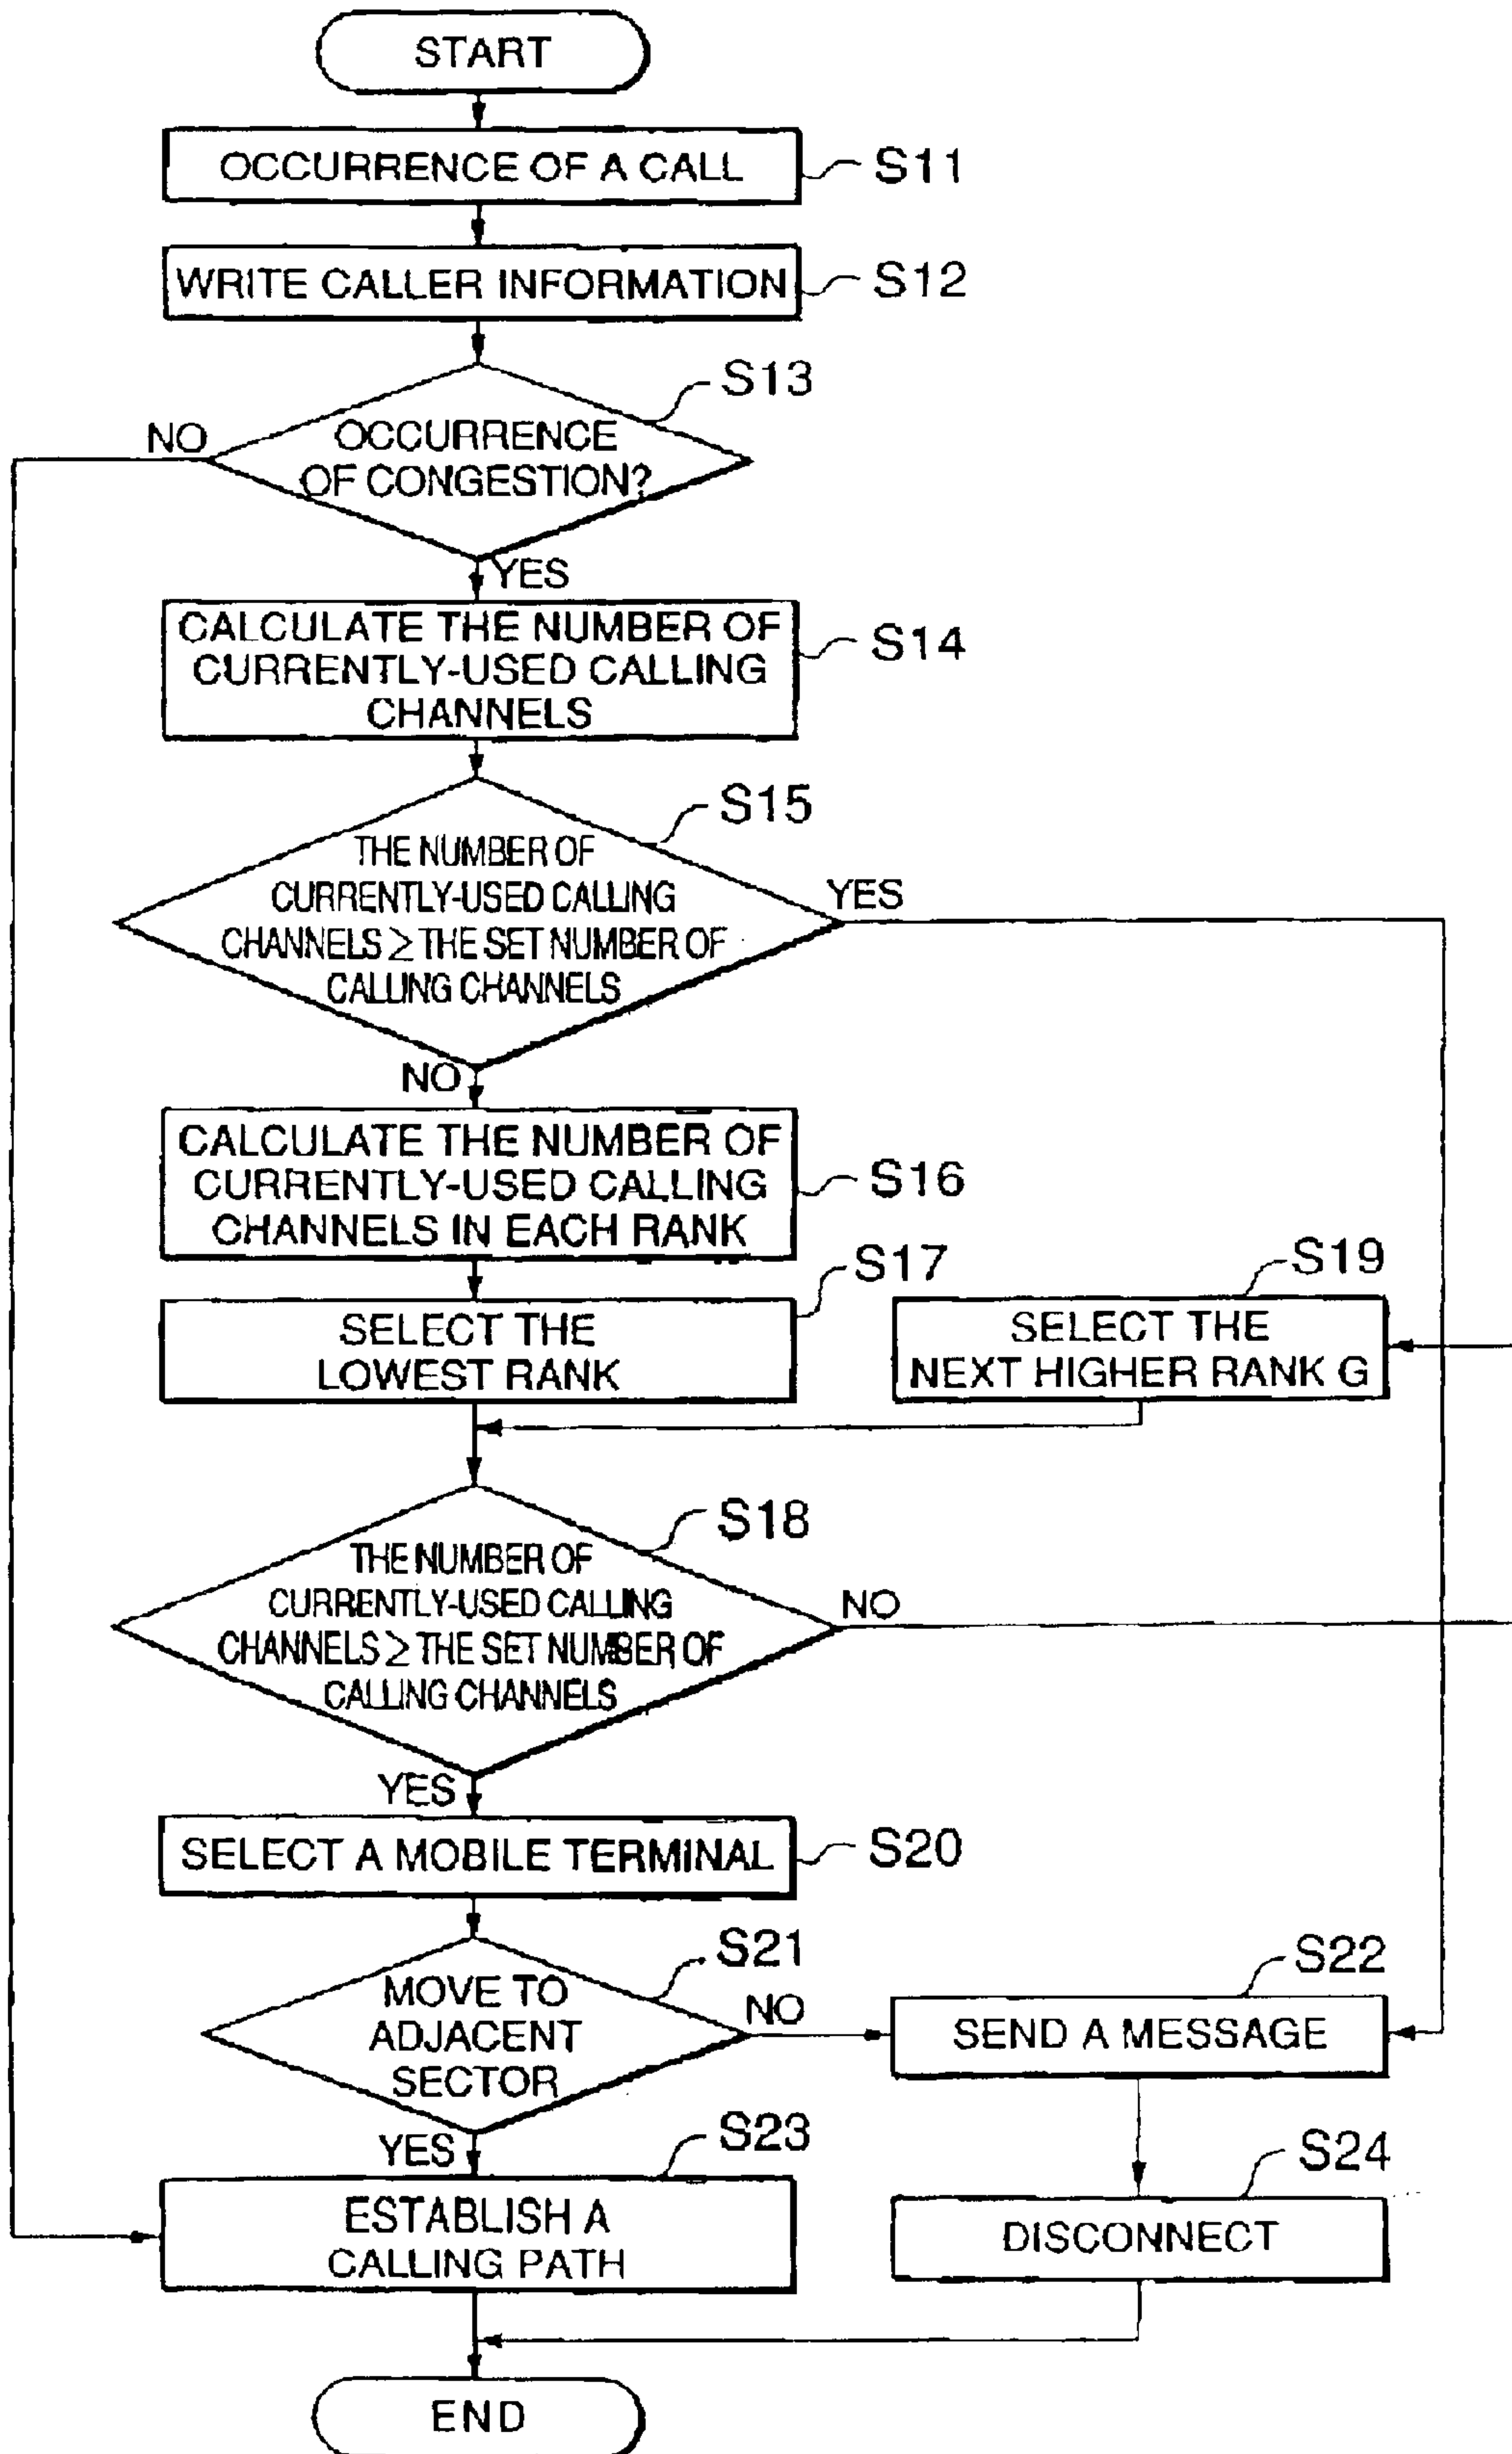 START
OCCURRENCE OF A CALL
S11
WRITE CALLER INFORMATION
S12
S13
NO
OCCURRENCE
OF CONGESTION?
YES
CALCULATE THE NUMBER OF
CURRENTLY-USED CALLING
CHANNELS
S14
S15
THE NUMBER OF
CURRENTLY-USED CALLING
CHANNELS ≥ THE SET NUMBER OF
CALLING CHANNELS
YES
NO
CALCULATE THE NUMBER OF
CURRENTLY-USED CALLING
CHANNELS IN EACH RANK
S16
S17
SELECT THE
LOWEST RANK
S19
SELECT THE
NEXT HIGHER RANK G
S18
THE NUMBER OF
CURRENTLY-USED CALLING
CHANNELS ≥ THE SET NUMBER OF
CALLING CHANNELS
NO
YES
SELECT A MOBILE TERMINAL
S20
S21
MOVE TO
ADJACENT
SECTOR
NO
S22
SEND A MESSAGE
YES
S23
ESTABLISH A
CALLING PATH
S24
DISCONNECT
END